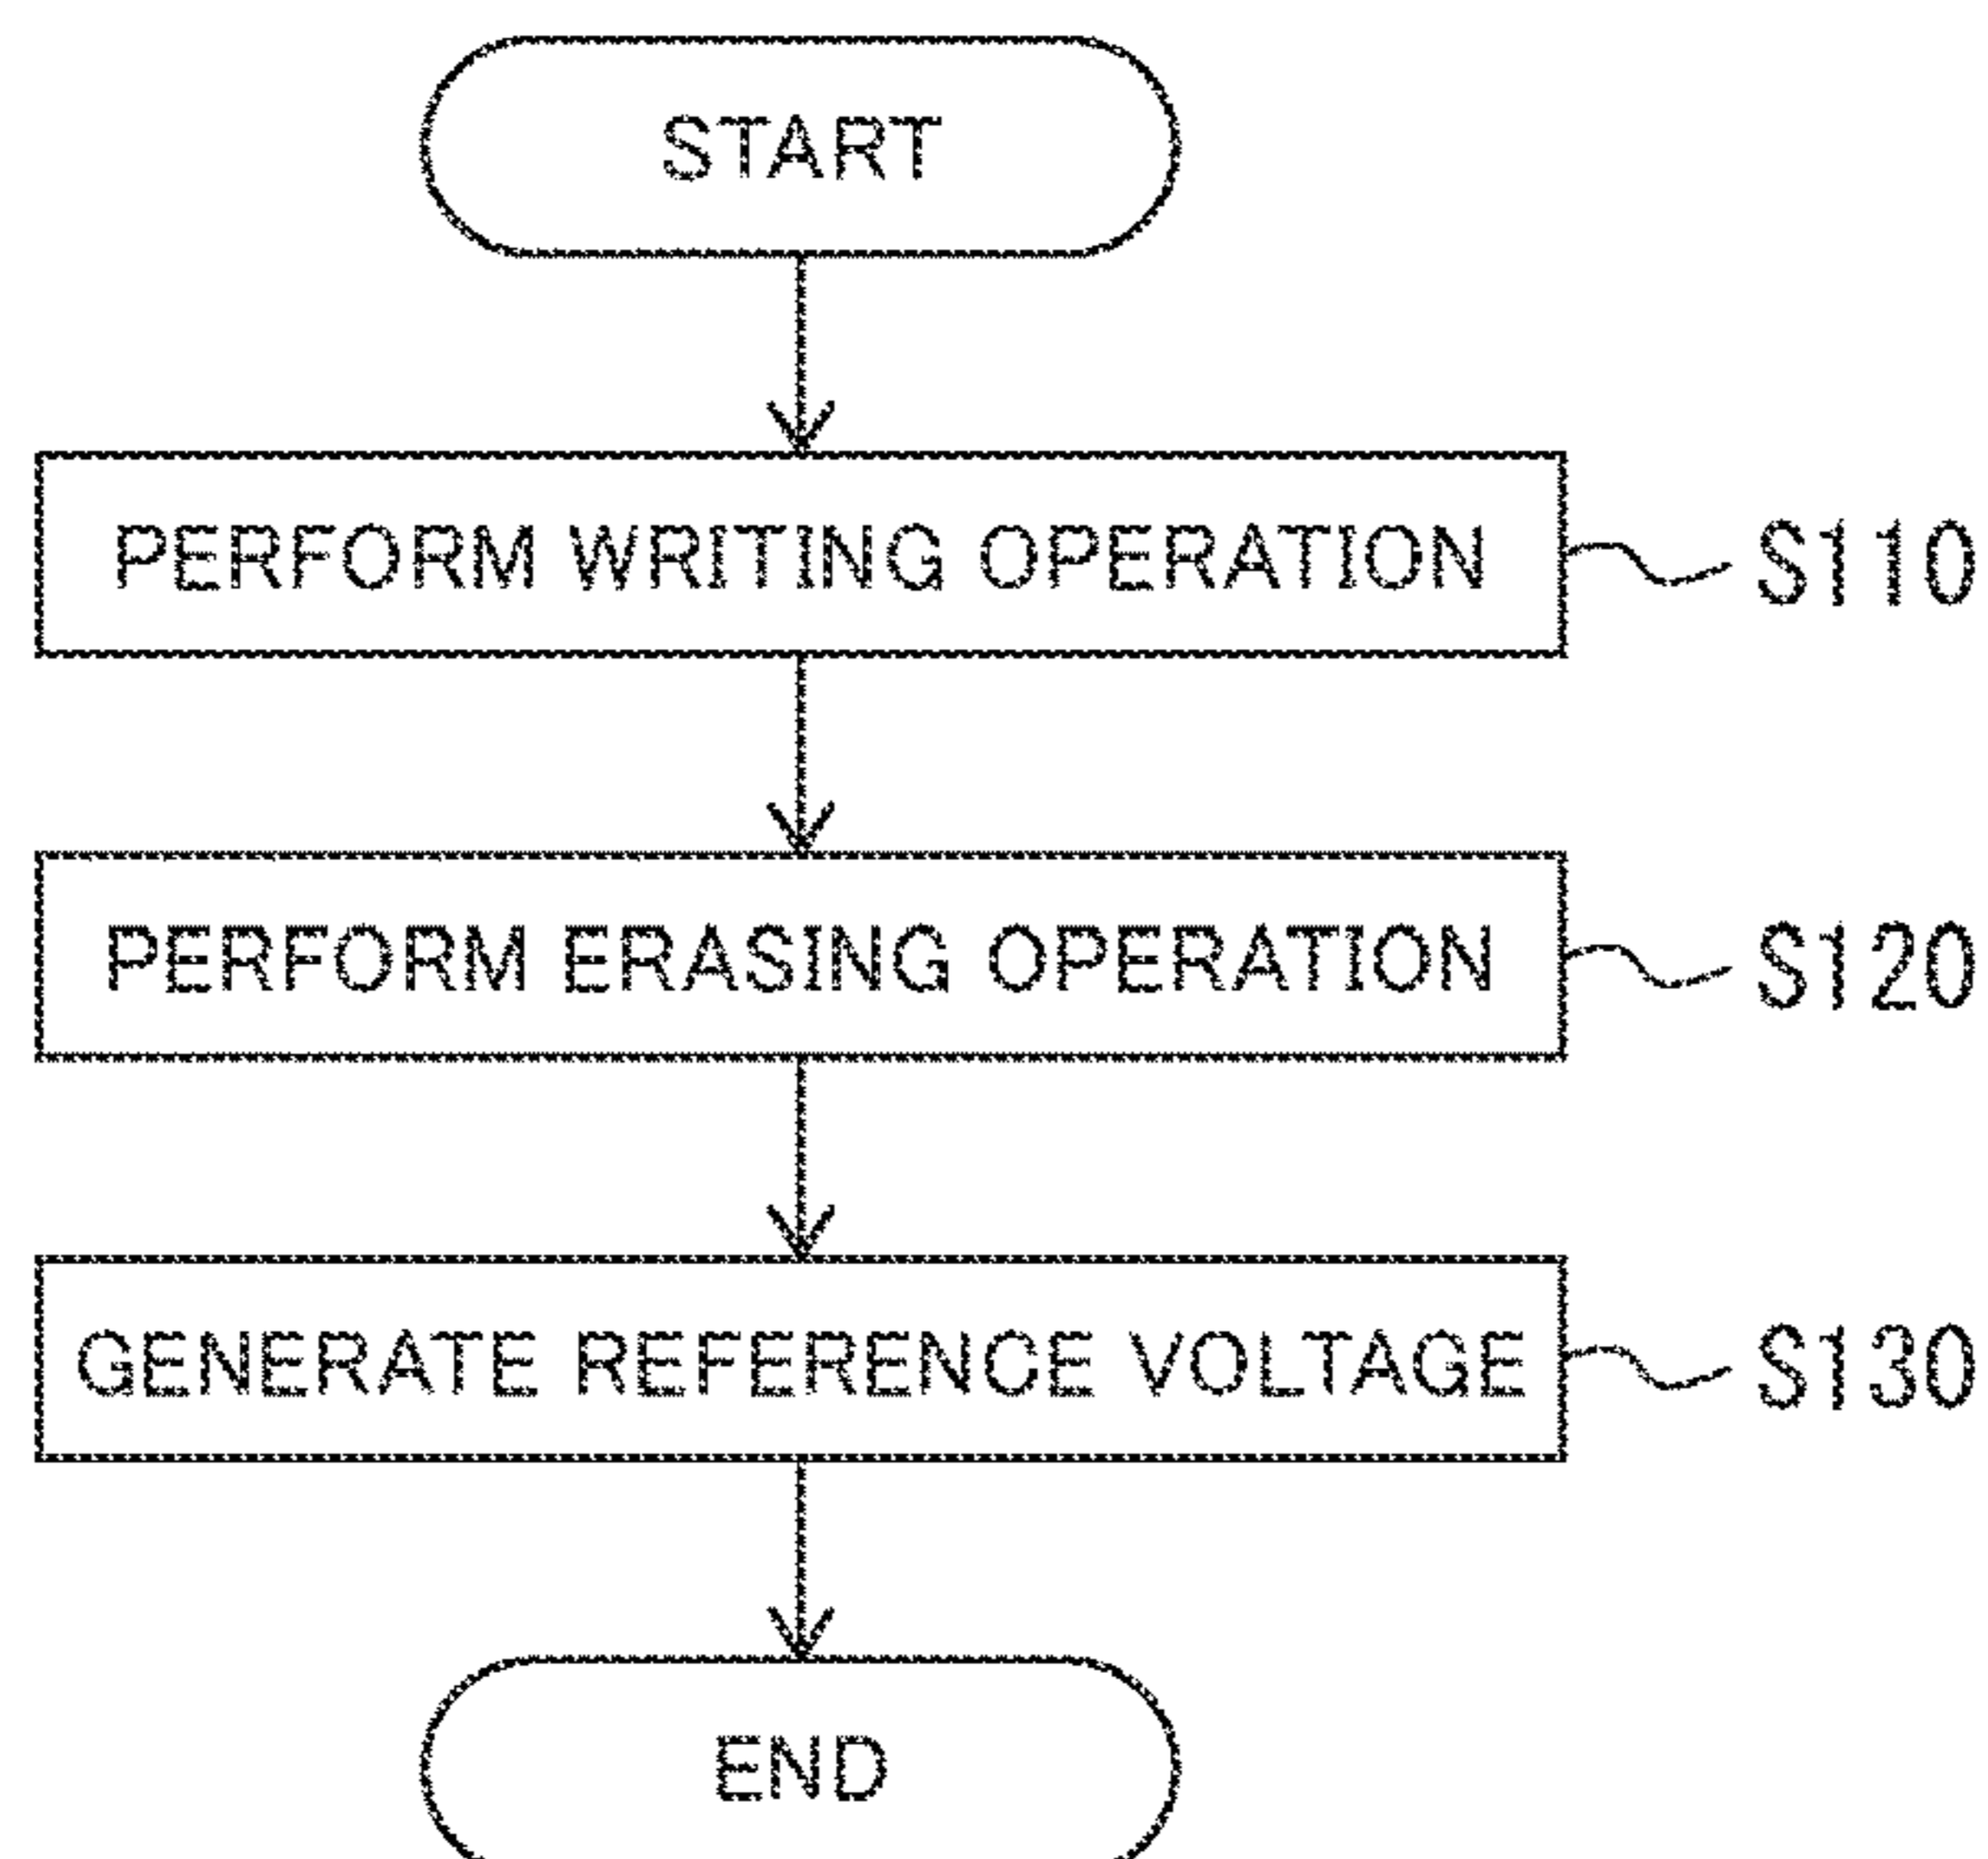 START
PERFORM WRITING OPERATION S110
PERFORM ERASING OPERATION S120
GENERATE REFERENCE VOLTAGE S130
END